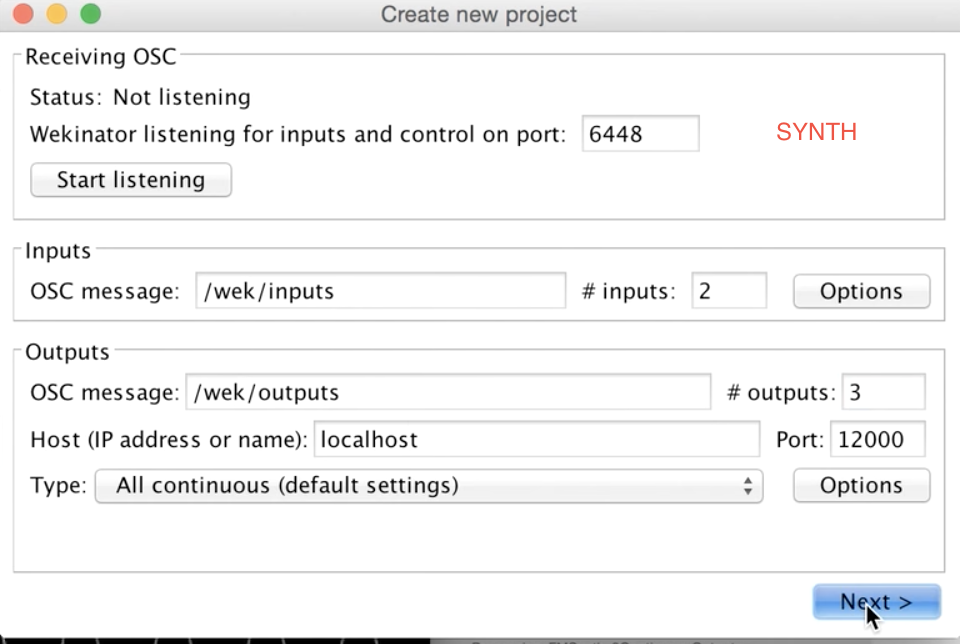 Create new project
Receiving OSC
Status: Not listening
Wekinator listening for inputs and control on port: 6448 SYNTH
Start listening
Inputs
OSC message: /wek/inputs # inputs: 2 Options
Outputs
OSC message: /wek/outputs # outputs: 3
Host (IP address or name): localhost Port: 12000
Type: All continuous (default settings) Options
Next >